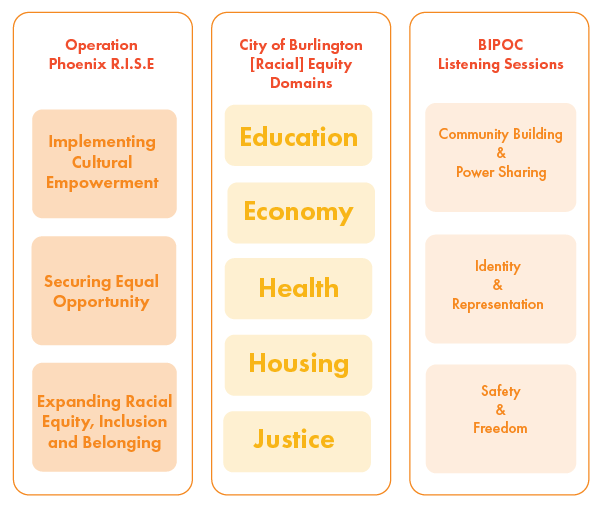 Operation
Phoenix R.I.S.E
Implementing
Cultural
Empowerment
Securing Equal
Opportunity
Expanding Racial
Equity, Inclusion
and Belonging
City of Burlington
[Racial] Equity
Domains
Education
Economy
Health
Housing
Justice
BIPOC
Listening Sessions
Community Building
&
Power Sharing
Identity
&
Representation
Safety
&
Freedom